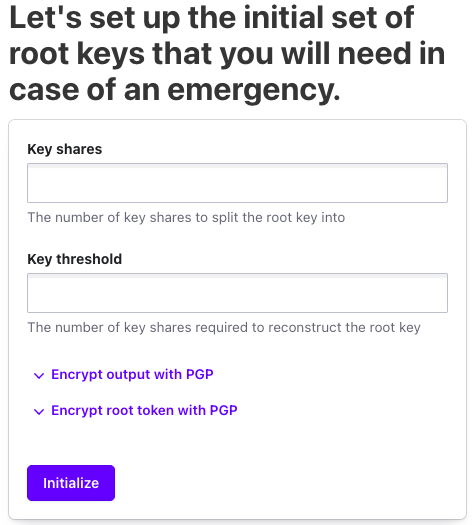 Let's set up the initial set of
root keys that you will need in
case of an emergency.
Key shares
The number of key shares to split the root key into
Key threshold
The number of key shares required to reconstruct the root key
Encrypt output with PGP
Encrypt root token with PGP
Initialize